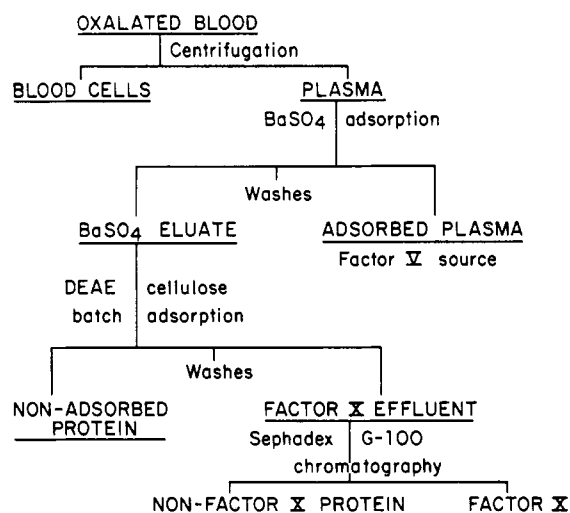 OXALATED BLOOD
Centrifugation
BLOOD CELLS
PLASMA
BaSO4 adsorption
Washes
BaSO4 ELUATE
ADSORBED PLASMA
Factor V source
DEAE cellulose
batch adsorption
Washes
NON-ADSORBED
PROTEIN
FACTOR X EFFLUENT
Sephadex G-100
chromatography
NON-FACTOR X PROTEIN
FACTOR X